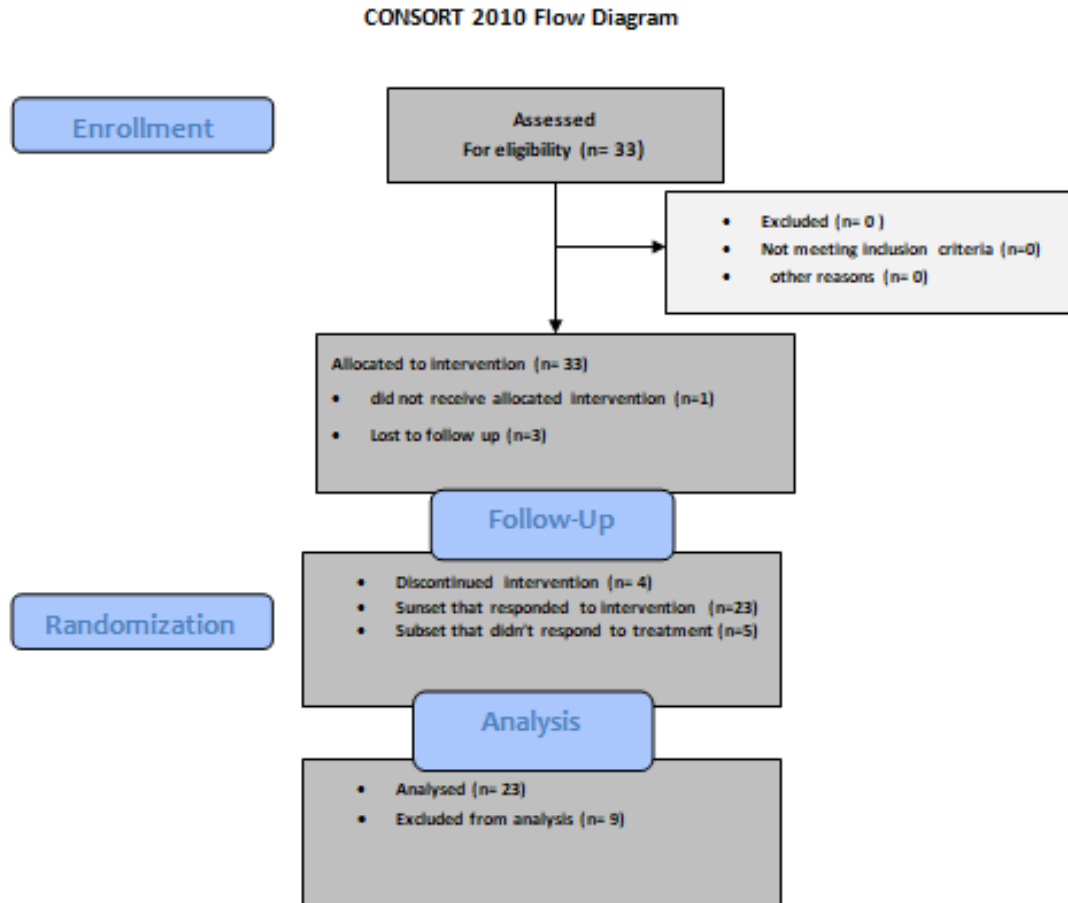 CONSORT 2010 Flow Diagram
Enrollment
Assessed
For eligibility (n= 33)
• Excluded (n= 0 )
• Not meeting inclusion criteria (n=0)
• other reasons (n= 0)
Allocated to intervention (n= 33)
• did not receive allocated intervention (n=1)
• Lost to follow up (n=3)
Follow-Up
• Discontinued intervention (n= 4)
• Sunset that responded to intervention (n=23)
• Subset that didn't respond to treatment (n=5)
Randomization
Analysis
• Analysed (n= 23)
• Excluded from analysis (n= 9)